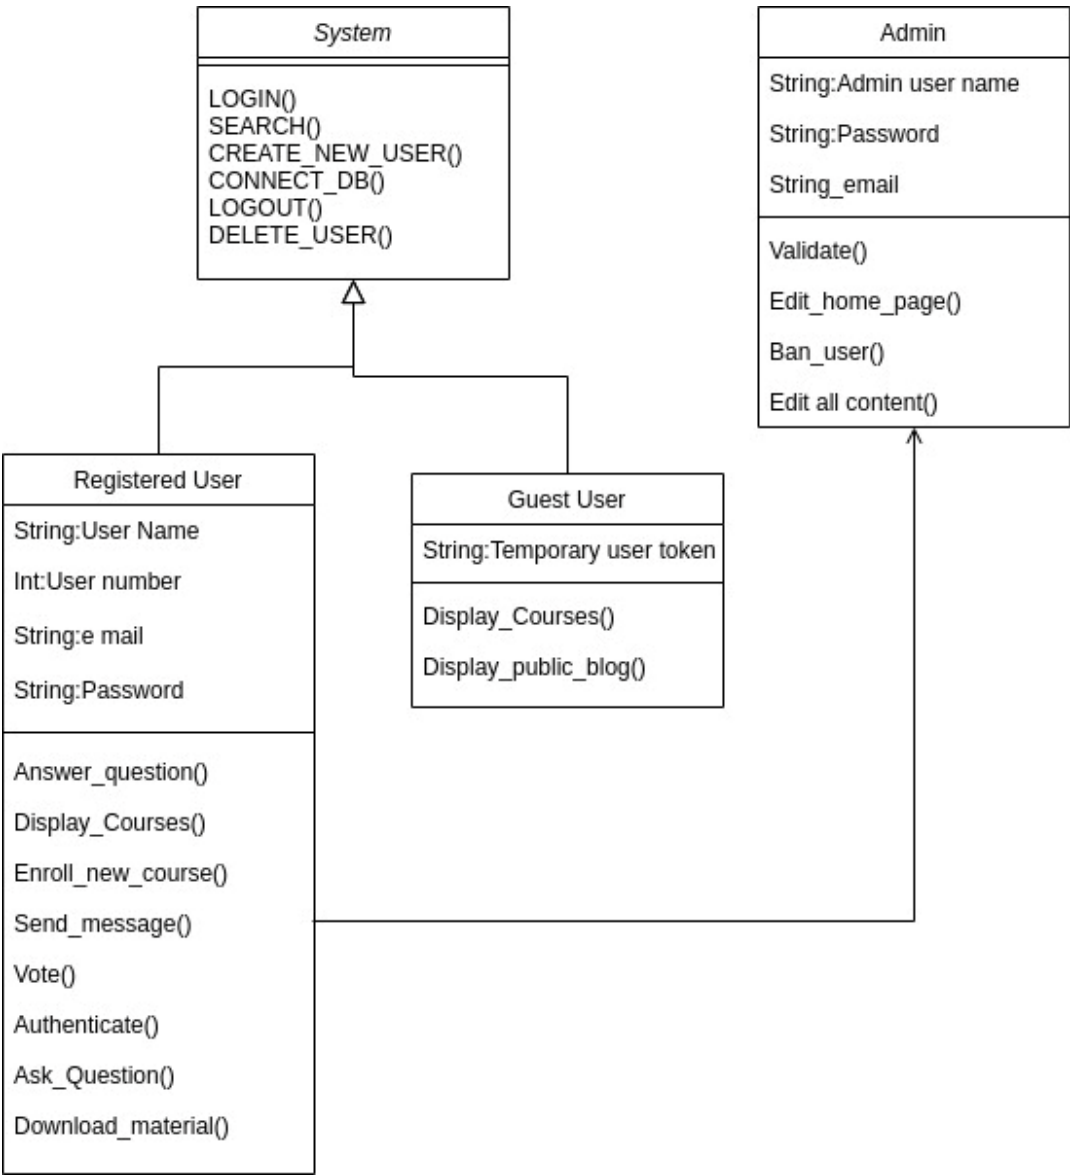 System
LOGIN()
SEARCH()
CREATE_NEW_USER()
CONNECT_DB()
LOGOUT()
DELETE_USER()
Admin
String:Admin user name
String:Password
String_email
Validate()
Edit_home_page()
Ban_user()
Edit all content()
Registered User
String:User Name
Int:User number
String:e mail
String:Password
Answer_question()
Display_Courses()
Enroll_new_course()
Send_message()
Vote()
Authenticate()
Ask_Question()
Download_material()
Guest User
String:Temporary user token
Display_Courses()
Display_public_blog()